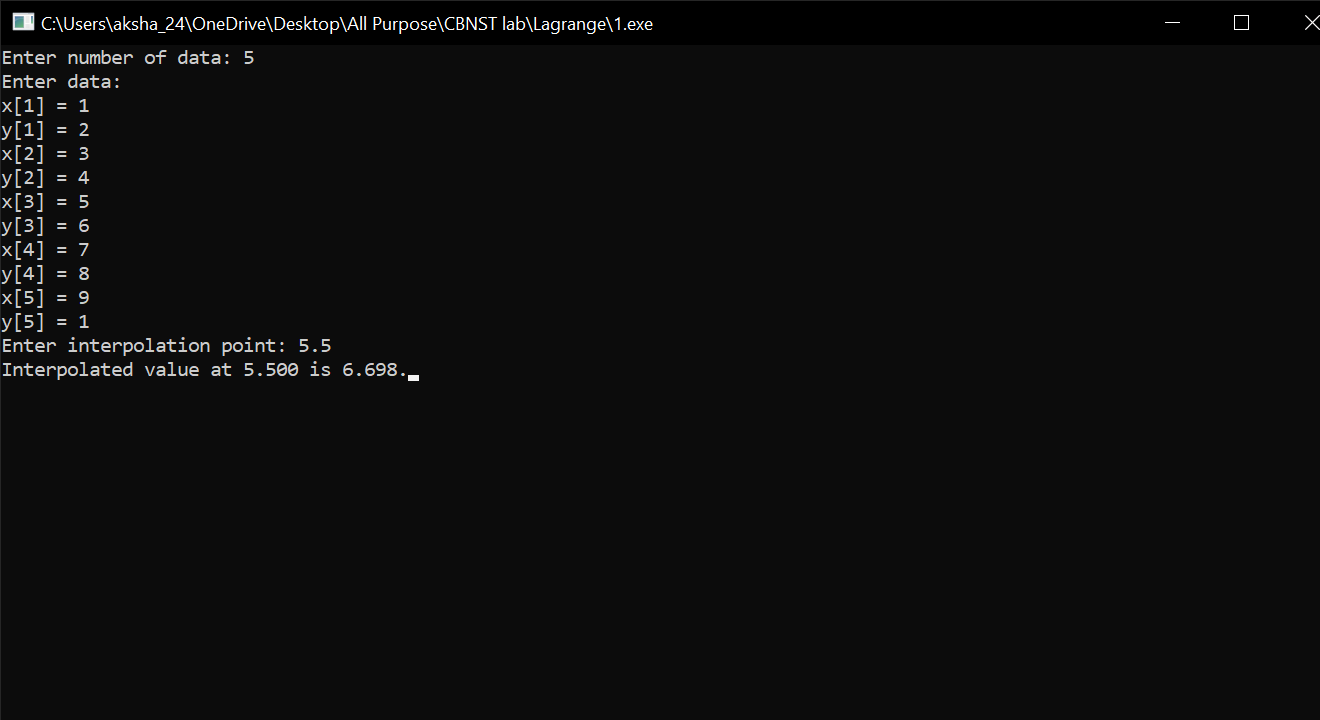 C:\Users\aksha_24\OneDrive\Desktop\All Purpose\CBNST lab\Lagrange\1.exe
Enter number of data: 5
Enter data:
x[1] = 1
y[1] = 2
x[2] = 3
y[2] = 4
x[3] = 5
y[3] = 6
x[4] = 7
y[4] = 8
x[5] = 9
y[5] = 1
Enter interpolation point: 5.5
Interpolated value at 5.500 is 6.698.